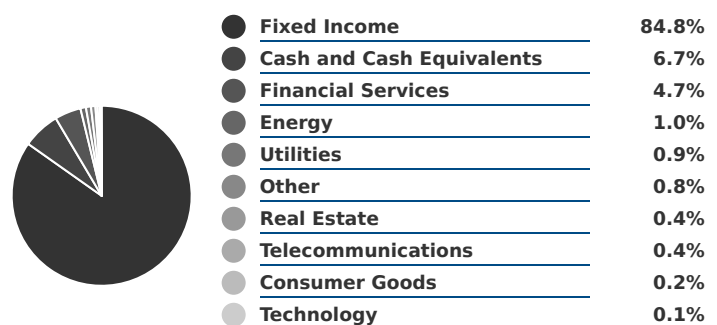 Fixed Income 84.8%
Cash and Cash Equivalents 6.7%
Financial Services 4.7%
Energy 1.0%
Utilities 0.9%
Other 0.8%
Real Estate 0.4%
Telecommunications 0.4%
Consumer Goods 0.2%
Technology 0.1%